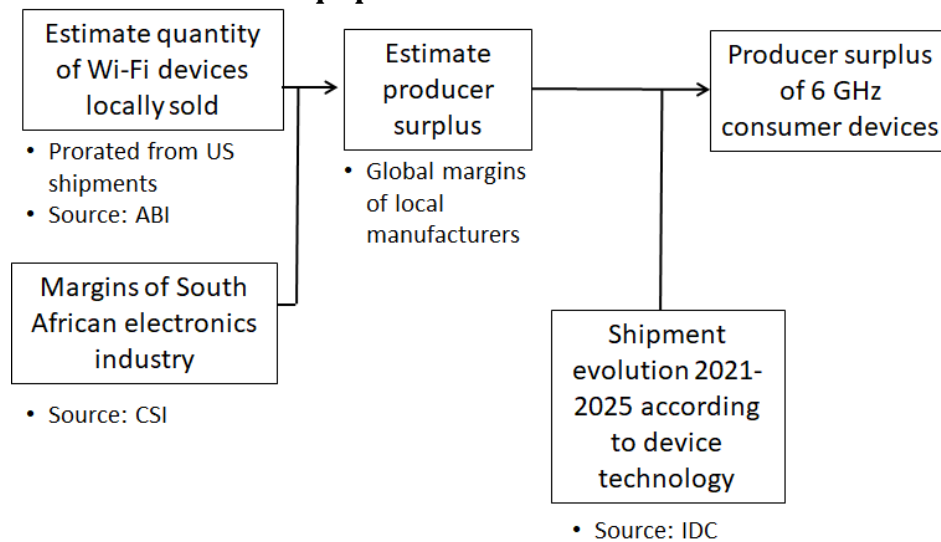 Estimate quantity
of Wi-Fi devices
locally sold
• Prorated from US
shipments
• Source: ABI
Margins of South
African electronics
industry
• Source: CSI
Estimate
producer
surplus
• Global margins
of local
manufacturers
Producer surplus
of 6 GHz
consumer devices
Shipment
evolution 2021-
2025 according
to device
technology
• Source: IDC